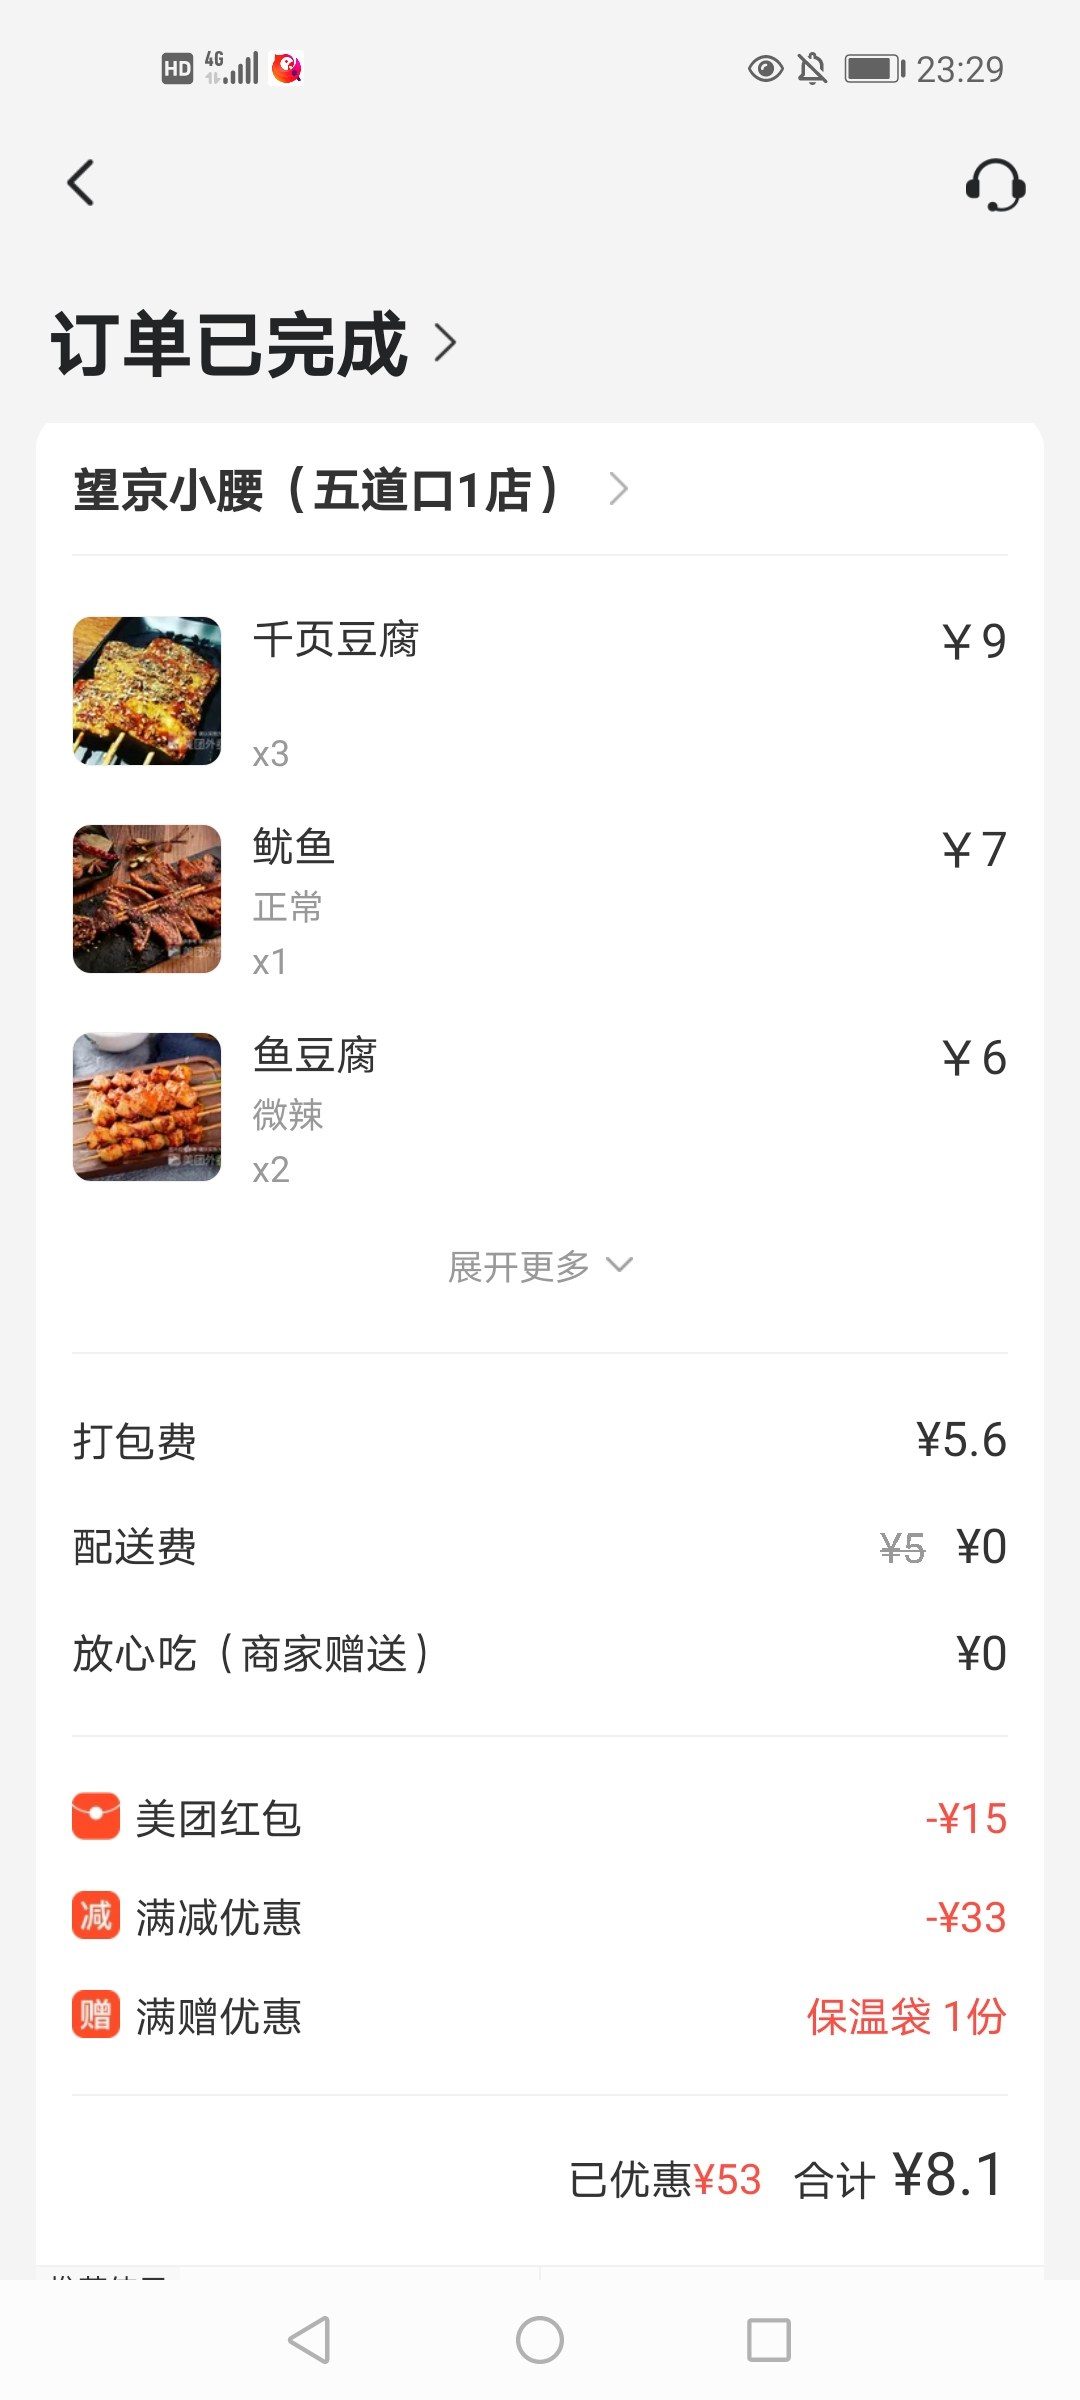 HD 4G 23:29
订单已完成
望京小腰（五道口1店）
千页豆腐 ￥9
x3
鱿鱼 ￥7
正常
x1
鱼豆腐 ￥6
微辣
x2
展开更多
打包费 ¥5.6
配送费 ¥5 ¥0
放心吃（商家赠送） ¥0
美团红包 -¥15
减 满减优惠 -¥33
赠 满赠优惠 保温袋 1份
已优惠¥53 合计 ¥8.1